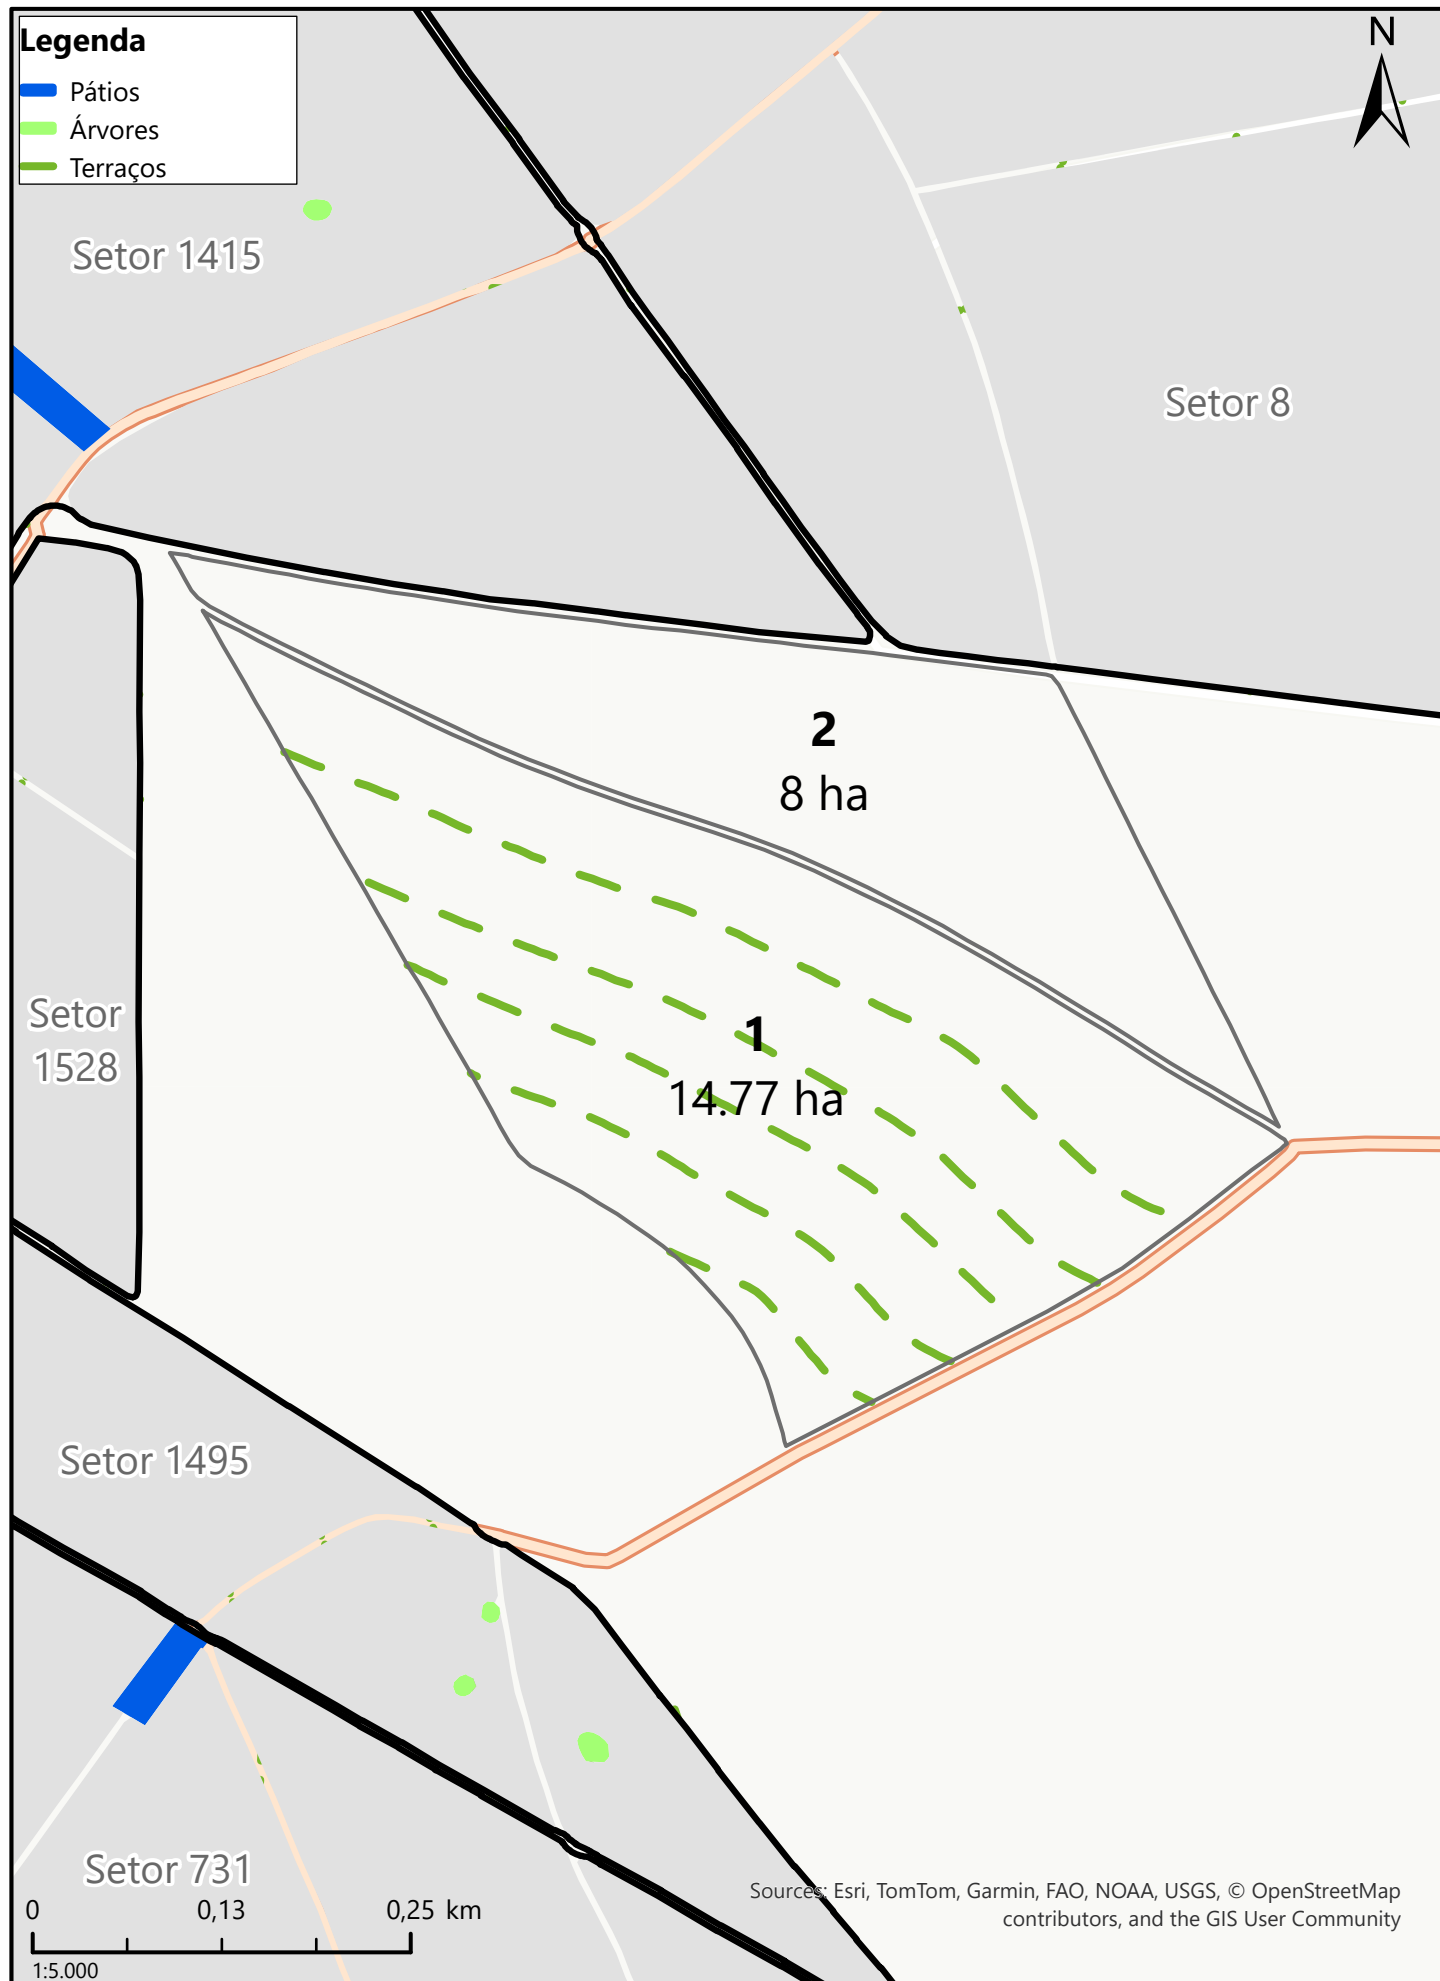 Legenda
Pátios
Árvores
Terraços
N
Setor 1415
Setor 8
2
8 ha
1
14.77 ha
Setor
1528
Setor 1495
Setor 731
0 0,13 0,25 km
1:5.000
Sources: Esri, TomTom, Garmin, FAO, NOAA, USGS, © OpenStreetMap
contributors, and the GIS User Community